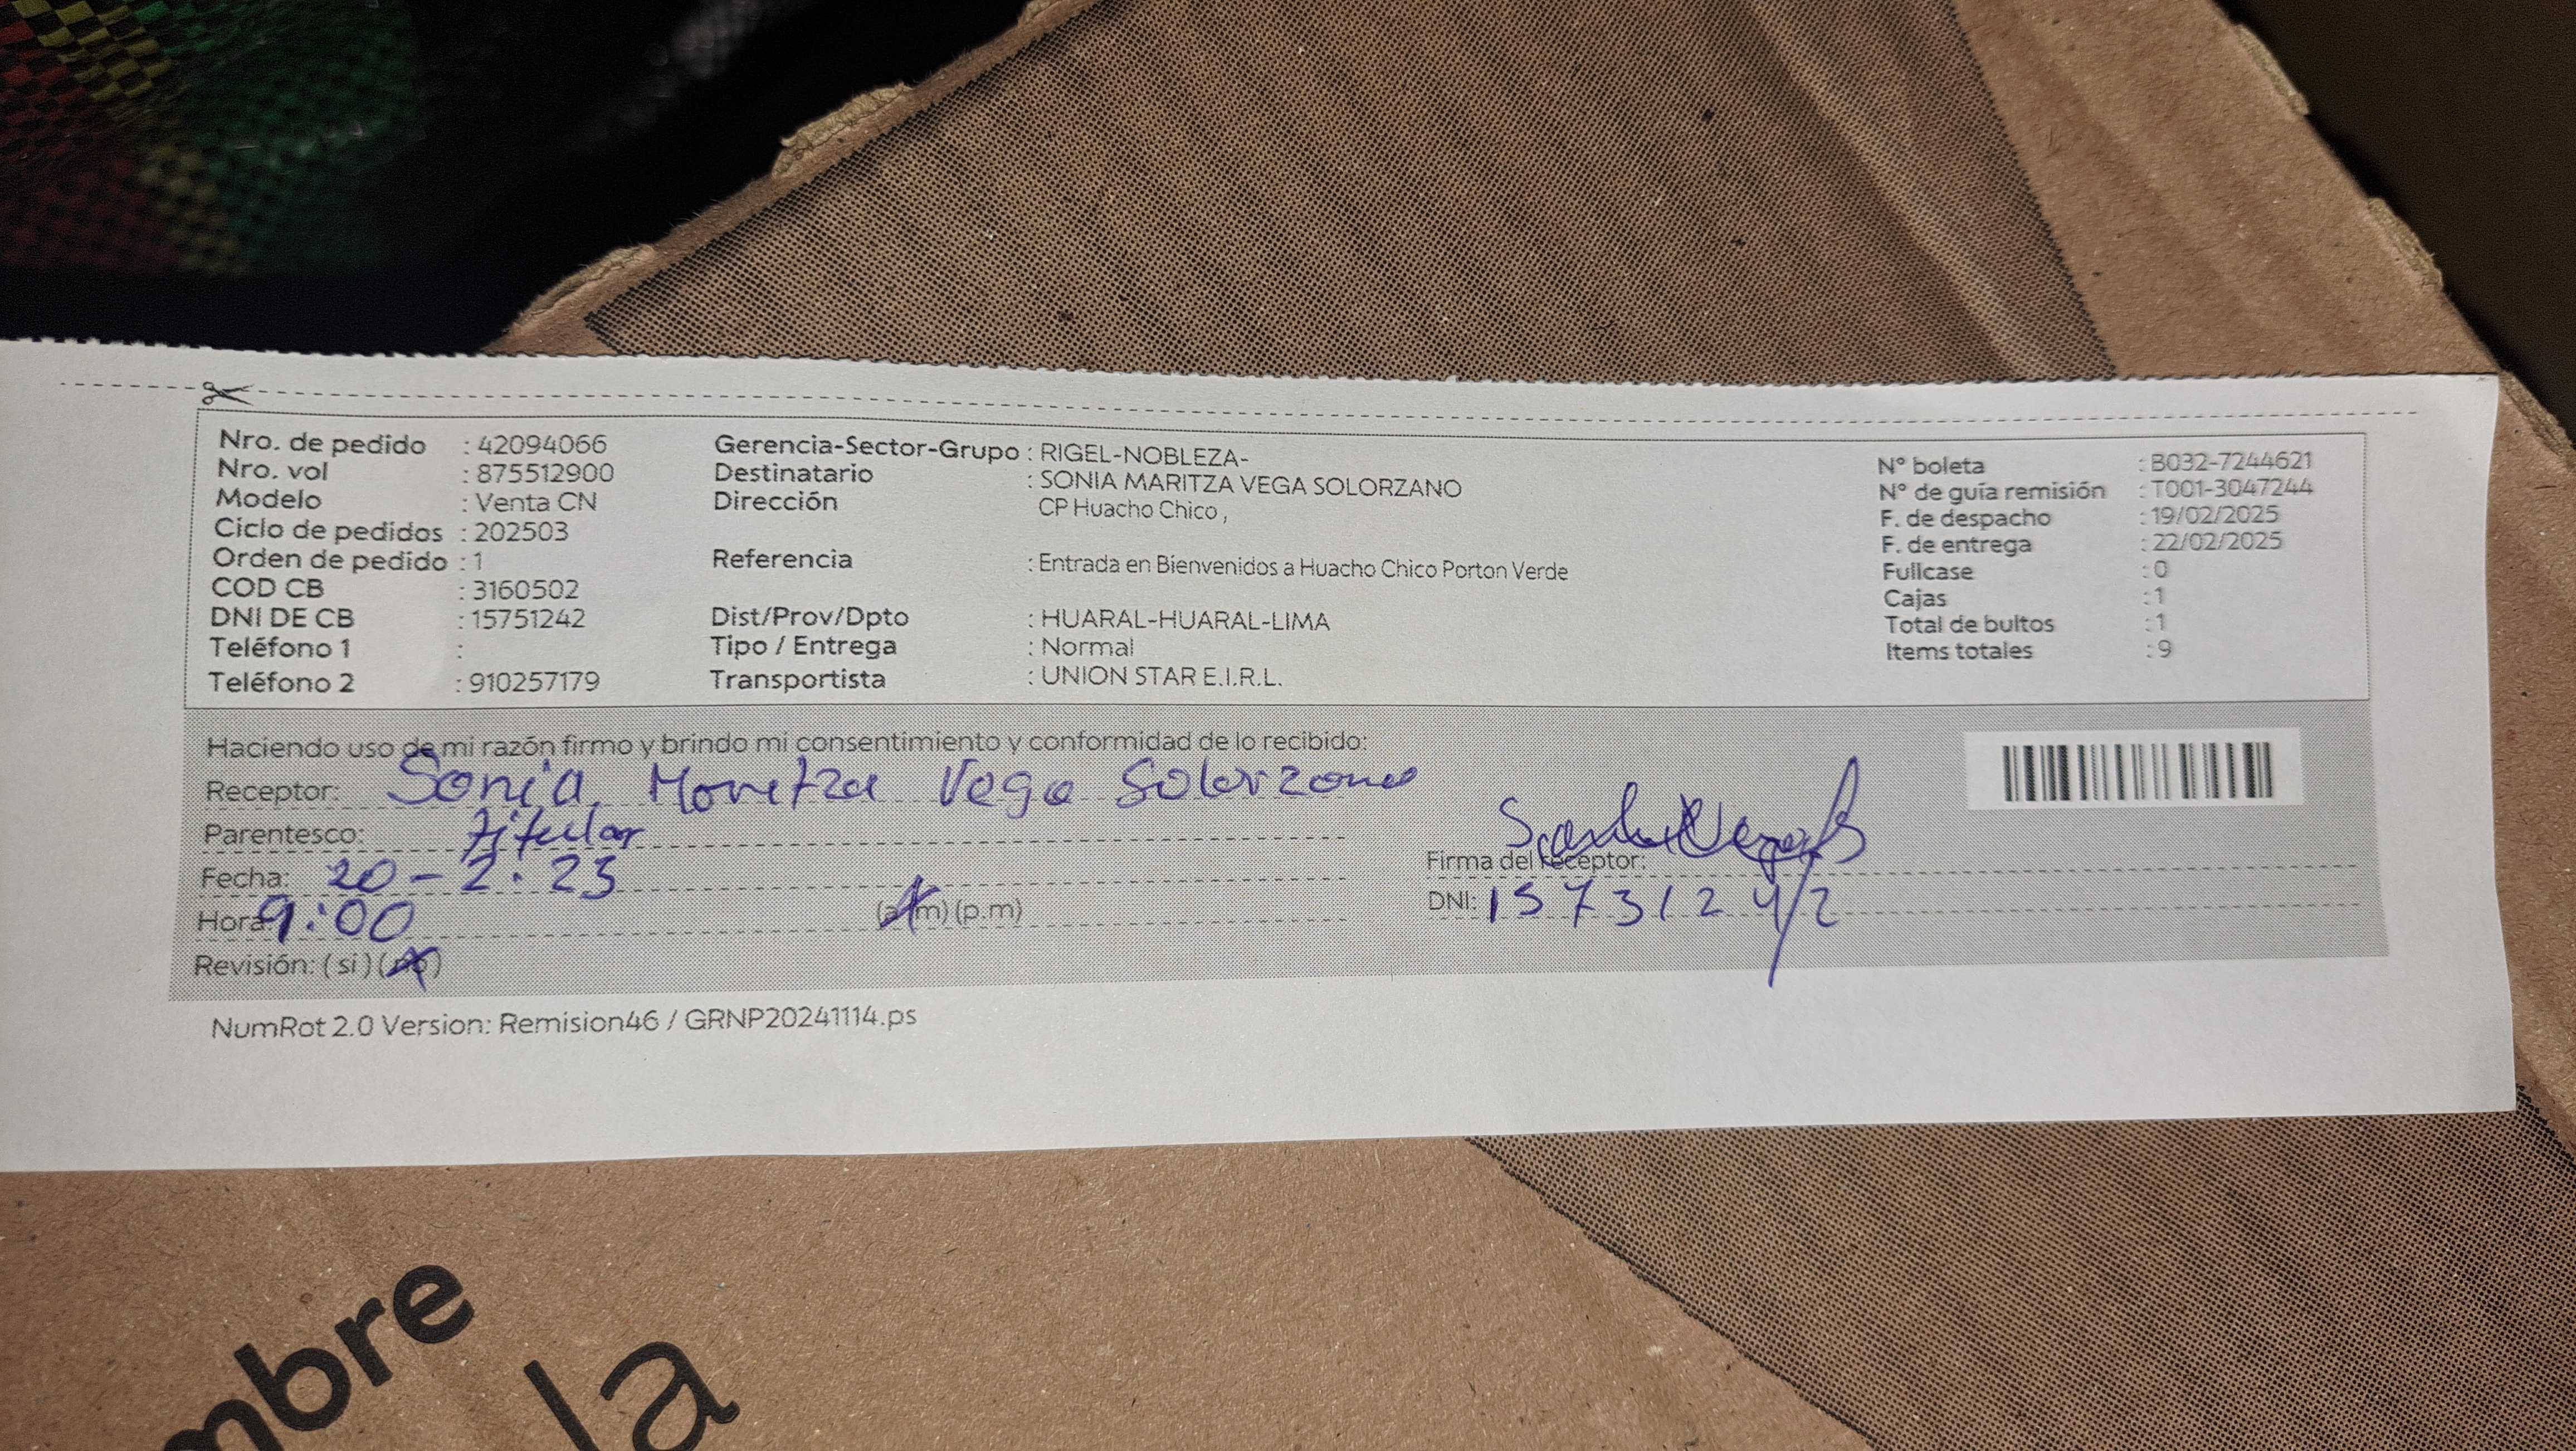 Nro. de pedido : 42094066
Nro. vol : 875512900
Modelo : Venta CN
Ciclo de pedidos : 202503
Orden de pedido : 1
COD CB : 3160502
DNI DE CB : 15751242
Teléfono 1 :
Teléfono 2 : 910257179
Gerencia-Sector-Grupo : RIGEL-NOBLEZA-
Destinatario : SONIA MARITZA VEGA SOLORZANO
Dirección CP Huacho Chico ,
Referencia : Entrada en Bienvenidos a Huacho Chico Porton Verde
Dist/Prov/Dpto : HUARAL-HUARAL-LIMA
Tipo / Entrega : Normal
Transportista : UNION STAR E.I.R.L.
N° boleta : B032-7244621
N° de guía remisión : T001-3047244
F. de despacho : 19/02/2025
F. de entrega : 22/02/2025
Fullcase : 0
Cajas : 1
Total de bultos : 1
Items totales : 9
Haciendo uso de mi razón firmo y brindo mi consentimiento y conformidad de lo recibido:
Receptor: Sonia Maritza Vega Solorzano
Parentesco: titular
Fecha: 20-2.23
Hora: 9:00 (a.m) (p.m)
Revisión: (si) (no)
Firma del receptor:
DNI: 15731242
NumRot 2.0 Version: Remision46 / GRNP20241114.ps
mbre
la